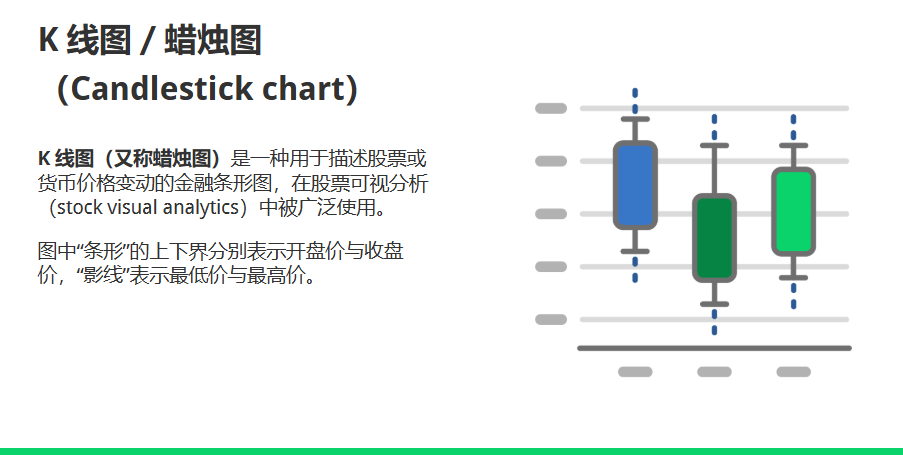 K 线图 / 蜡烛图
（Candlestick chart）
K 线图（又称蜡烛图）是一种用于描述股票或
货币价格变动的金融条形图，在股票可视分析
（stock visual analytics）中被广泛使用。
图中“条形”的上下界分别表示开盘价与收盘
价，“影线”表示最低价与最高价。